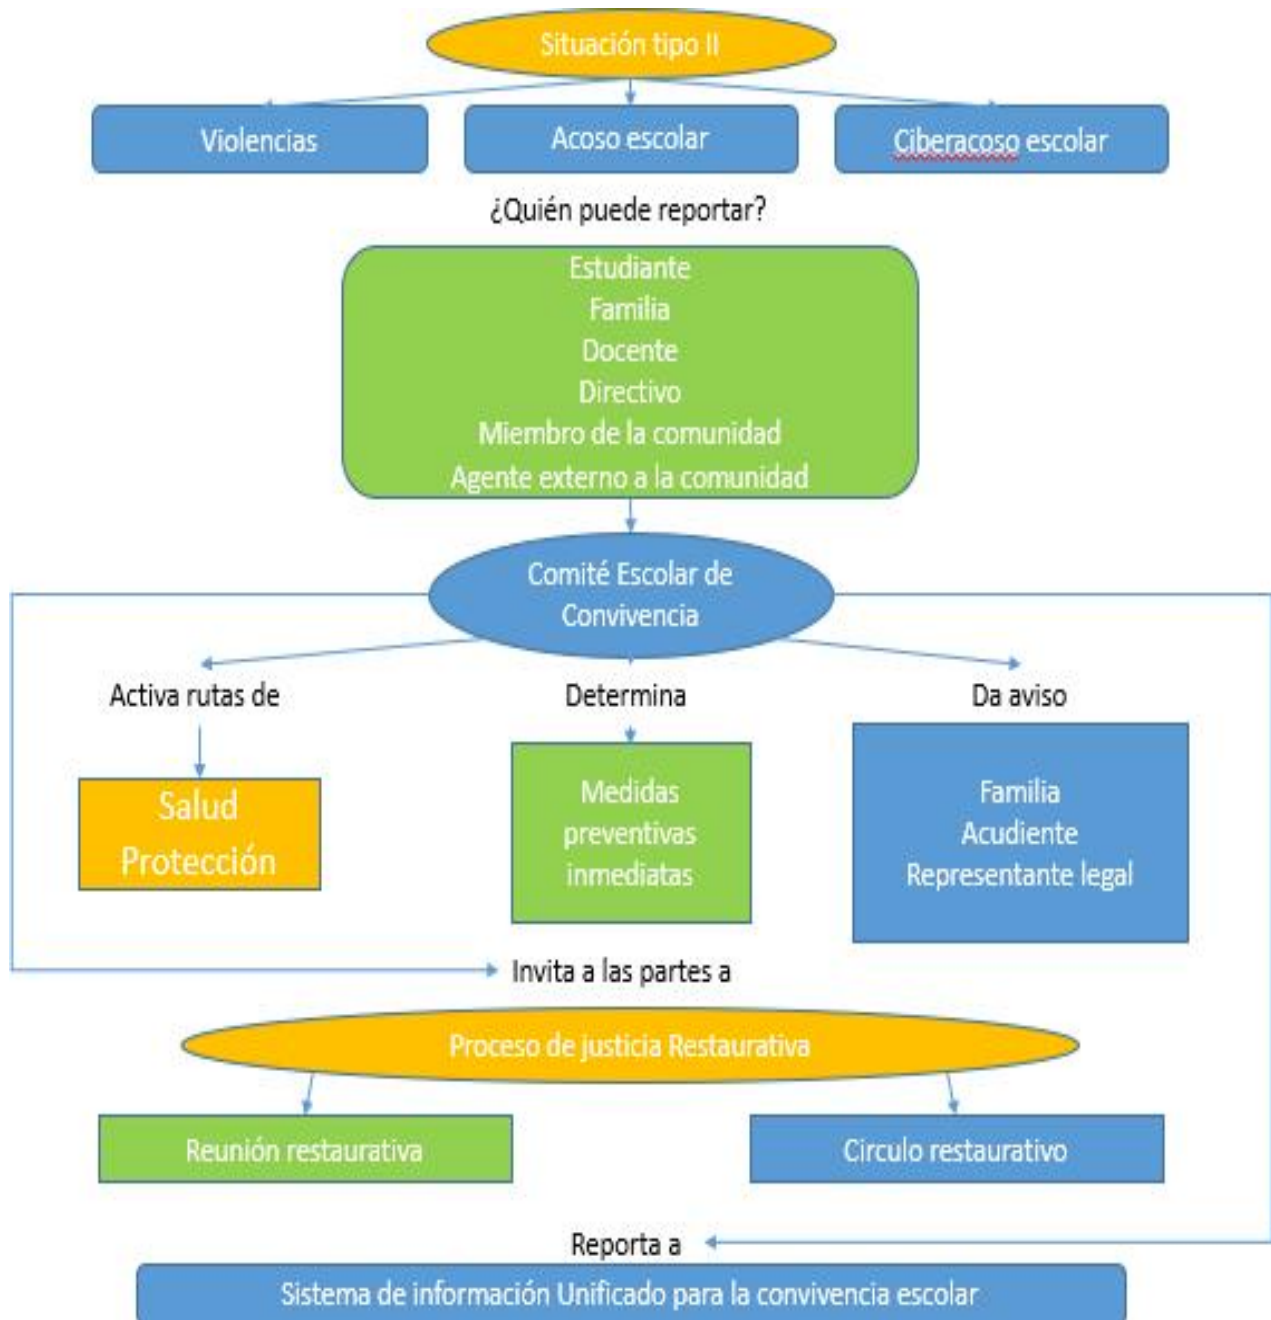 Situación tipo II
Violencias
Acoso escolar
Ciberacoso escolar
¿Quién puede reportar?
Estudiante
Familia
Docente
Directivo
Miembro de la comunidad
Agente externo a la comunidad
Comité Escolar de
Convivencia
Activa rutas de
Determina
Da aviso
Salud
Protección
Medidas
preventivas
inmediatas
Familia
Acudiente
Representante legal
Invita a las partes a
Proceso de justicia Restaurativa
Reunión restaurativa
Circulo restaurativo
Reporta a
Sistema de información Unificado para la convivencia escolar